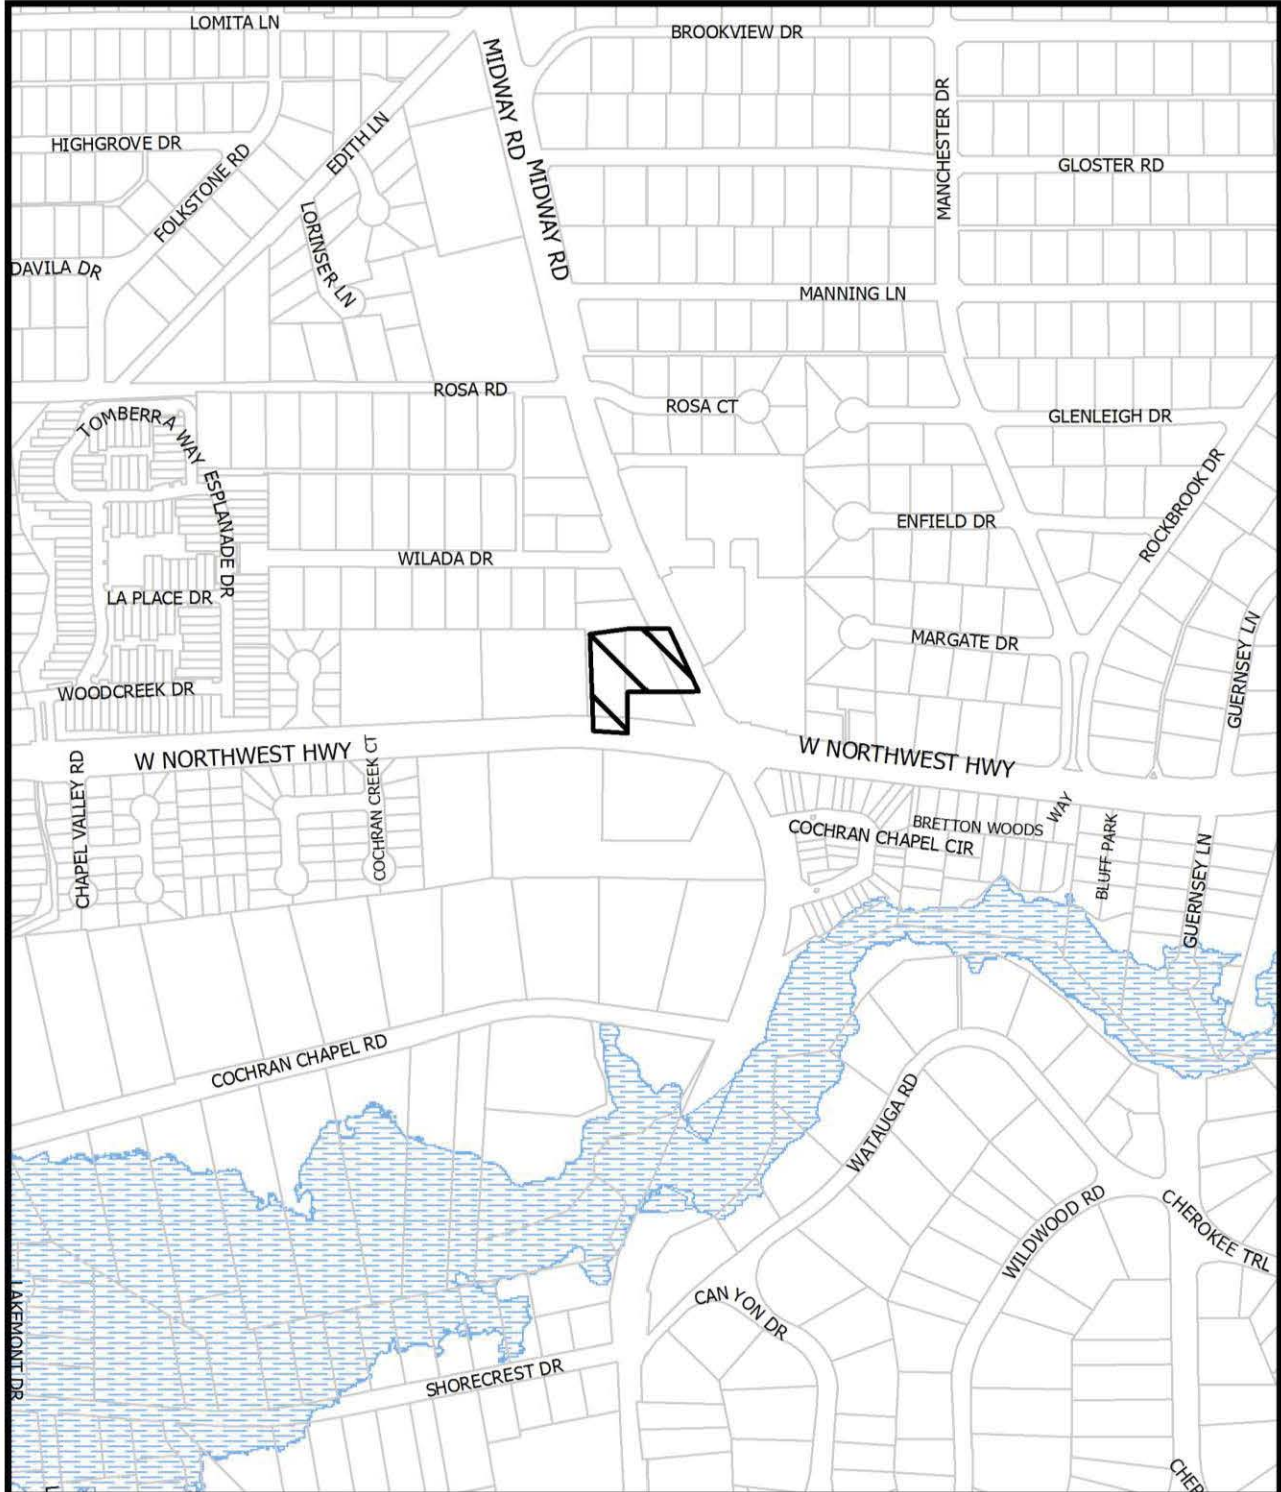 LOMITA LN
BROOKVIEW DR
MIDWAY RD
MANCHESTER DR
HIGHGROVE DR
EDITH LN
FOLKSTONE RD
GLOSTER RD
MIDWAY RD
LORINSER LN
DAVILA DR
MANNING LN
ROSA RD
ROSA CT
TOMBERRA WAY
GLENLEIGH DR
ESPLANADE DR
ROCKBROOK DR
ENFIELD DR
WILADA DR
LA PLACE DR
MARGATE DR
GUERNSEY LN
WOODCREEK DR
W NORTHWEST HWY
W NORTHWEST HWY
CHAPEL VALLEY RD
COCHRAN CREEK CT
BRETTON WOODS WAY
COCHRAN CHAPEL CIR
BLUFF PARK
GUERNSEY LN
COCHRAN CHAPEL RD
WATAUGA RD
WILDWOOD RD
CHEROKEE TRL
CANYON DR
LAKEMONT DR
SHORECREST DR
CHER